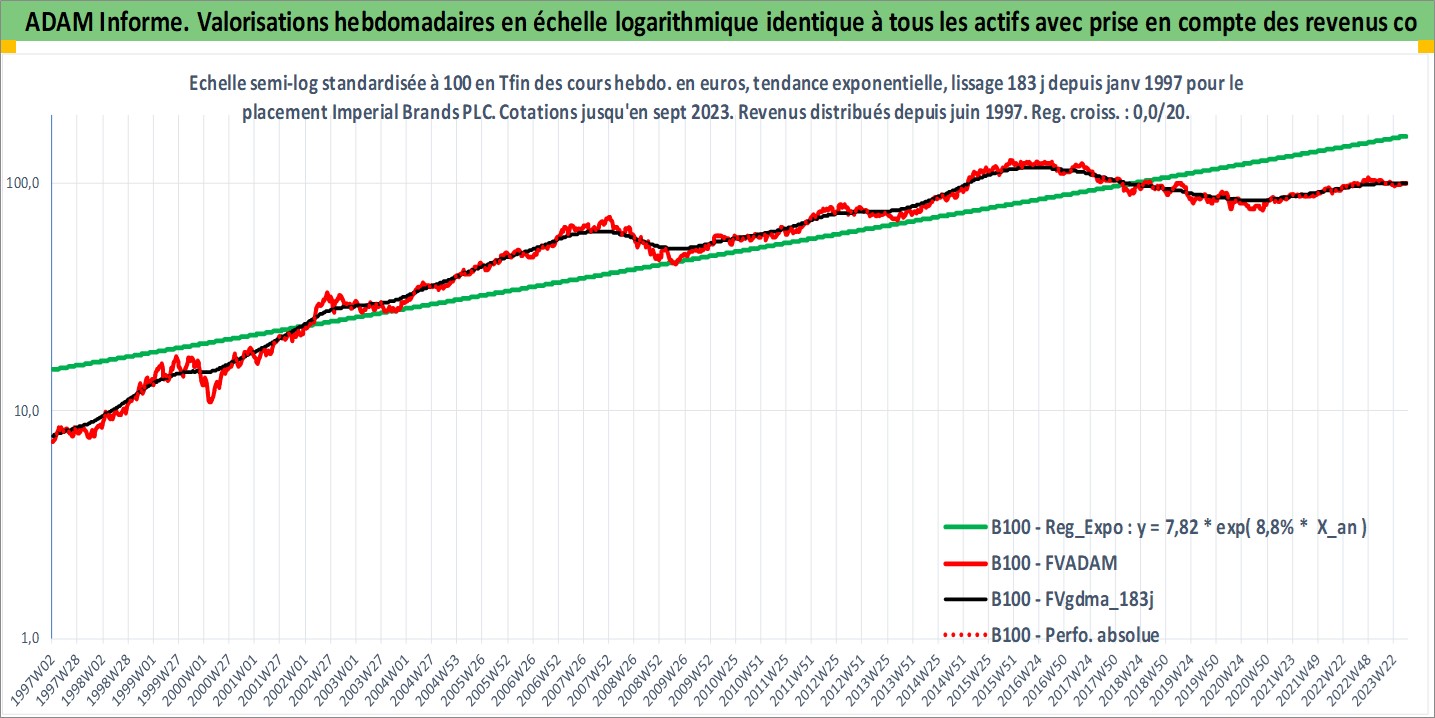 ADAM Informe. Valorisations hebdomadaires en échelle logarithmique identique à tous les actifs avec prise en compte des revenus co
Echelle semi-log standardisée à 100 en Tfin des cours hebdo. en euros, tendance exponentielle, lissage 183 j depuis janv 1997 pour le
placement Imperial Brands PLC. Cotations jusqu'en sept 2023. Revenus distribués depuis juin 1997. Reg. croiss. : 0,0/20.
100,0
10,0
1,0
B100 - Reg_Expo : y = 7,82 * exp( 8,8% * X_an )
B100 - FVADAM
B100 - FVgdma_183j
B100 - Perfo. absolue
1997W02
1997W28
1998W02
1998W28
1999W01
1999W27
2000W01
2000W27
2001W01
2001W27
2002W01
2002W27
2003W01
2003W27
2004W01
2004W27
2004W53
2005W26
2005W52
2006W26
2006W52
2007W26
2007W52
2008W26
2008W52
2009W26
2009W52
2010W25
2010W51
2011W25
2011W51
2012W25
2012W51
2013W25
2013W51
2014W25
2014W51
2015W25
2015W51
2016W24
2016W50
2017W24
2017W50
2018W24
2018W50
2019W24
2019W50
2020W24
2020W50
2021W23
2021W49
2022W22
2022W48
2023W22